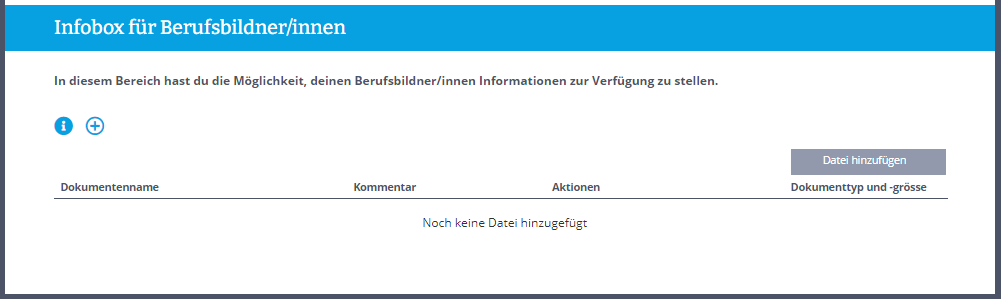 Infobox für Berufsbildner/innen
In diesem Bereich hast du die Möglichkeit, deinen Berufsbildner/innen Informationen zur Verfügung zu stellen.
Datei hinzufügen
Dokumentenname Kommentar Aktionen Dokumenttyp und -grösse
Noch keine Datei hinzugefügt